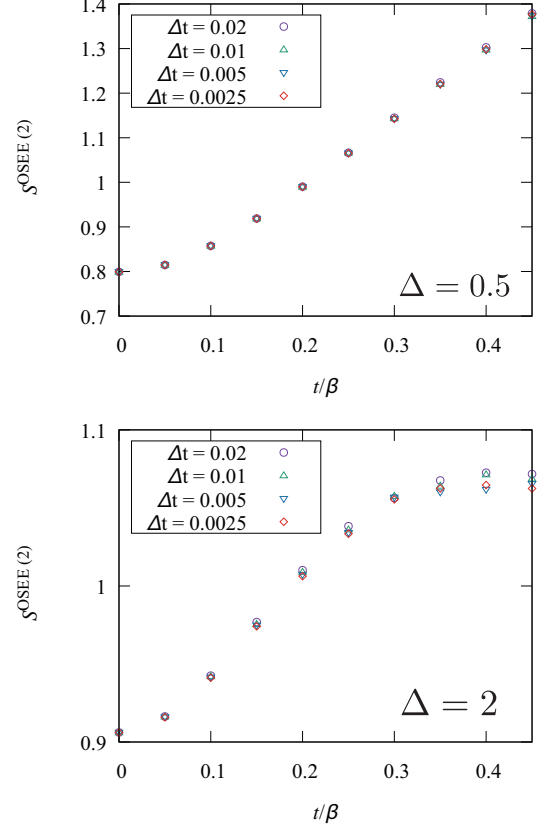 1.4
1.3
1.2
1.1
1
0.9
0.8
0.7
S^OSEE (2)
Δt = 0.02
Δt = 0.01
Δt = 0.005
Δt = 0.0025
Δ = 0.5
0 0.1 0.2 0.3 0.4
t/β
1.1
1
0.9
S^OSEE (2)
Δt = 0.02
Δt = 0.01
Δt = 0.005
Δt = 0.0025
Δ = 2
0 0.1 0.2 0.3 0.4
t/β